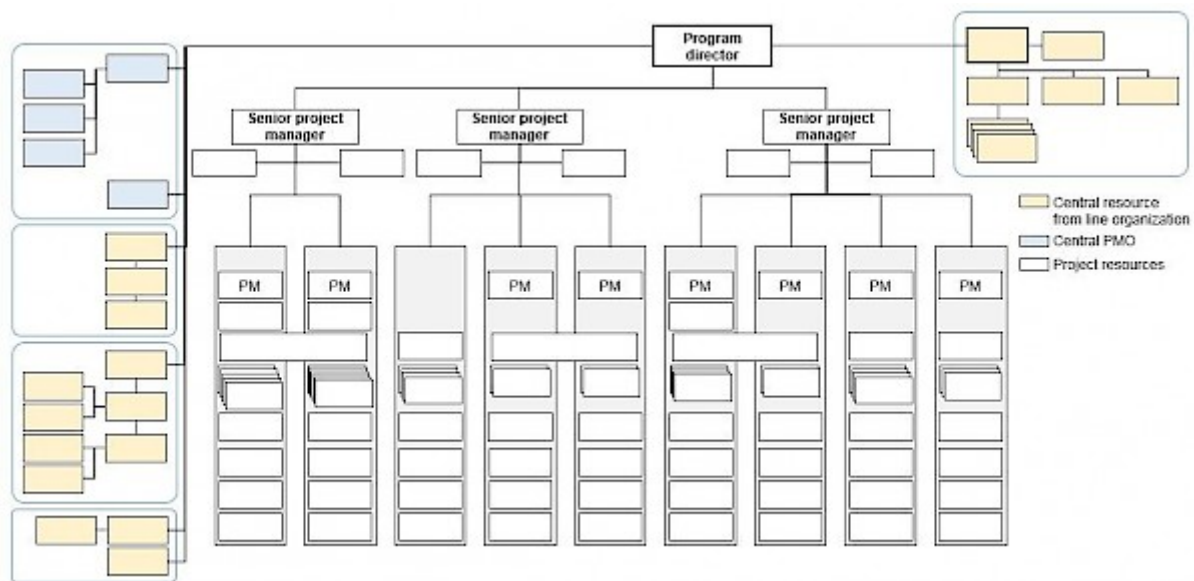 Program
director
Senior project
manager
Senior project
manager
Senior project
manager
Central resource
from line organization
Central PMO
Project resources
PM
PM
PM
PM
PM
PM
PM
PM